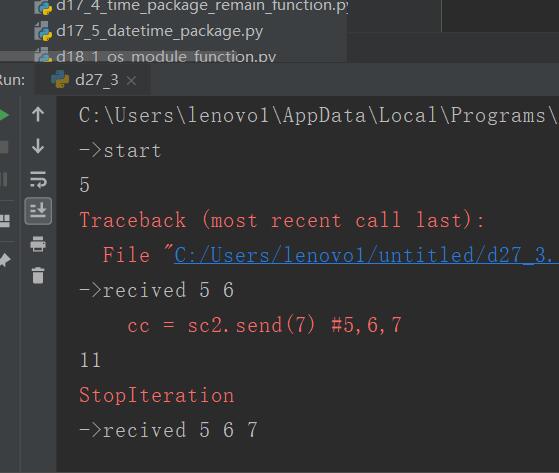 d17_4_time_package_remain_function.py
d17_5_datetime_package.py
d18_1_os_module_function.py
Run: d27_3 ×
C:\Users\lenovo1\AppData\Local\Programs\
->start
5
Traceback (most recent call last):
File "C:/Users/lenovo1/untitled/d27_3.
->recived 5 6
cc = sc2.send(7) #5,6,7
11
StopIteration
->recived 5 6 7